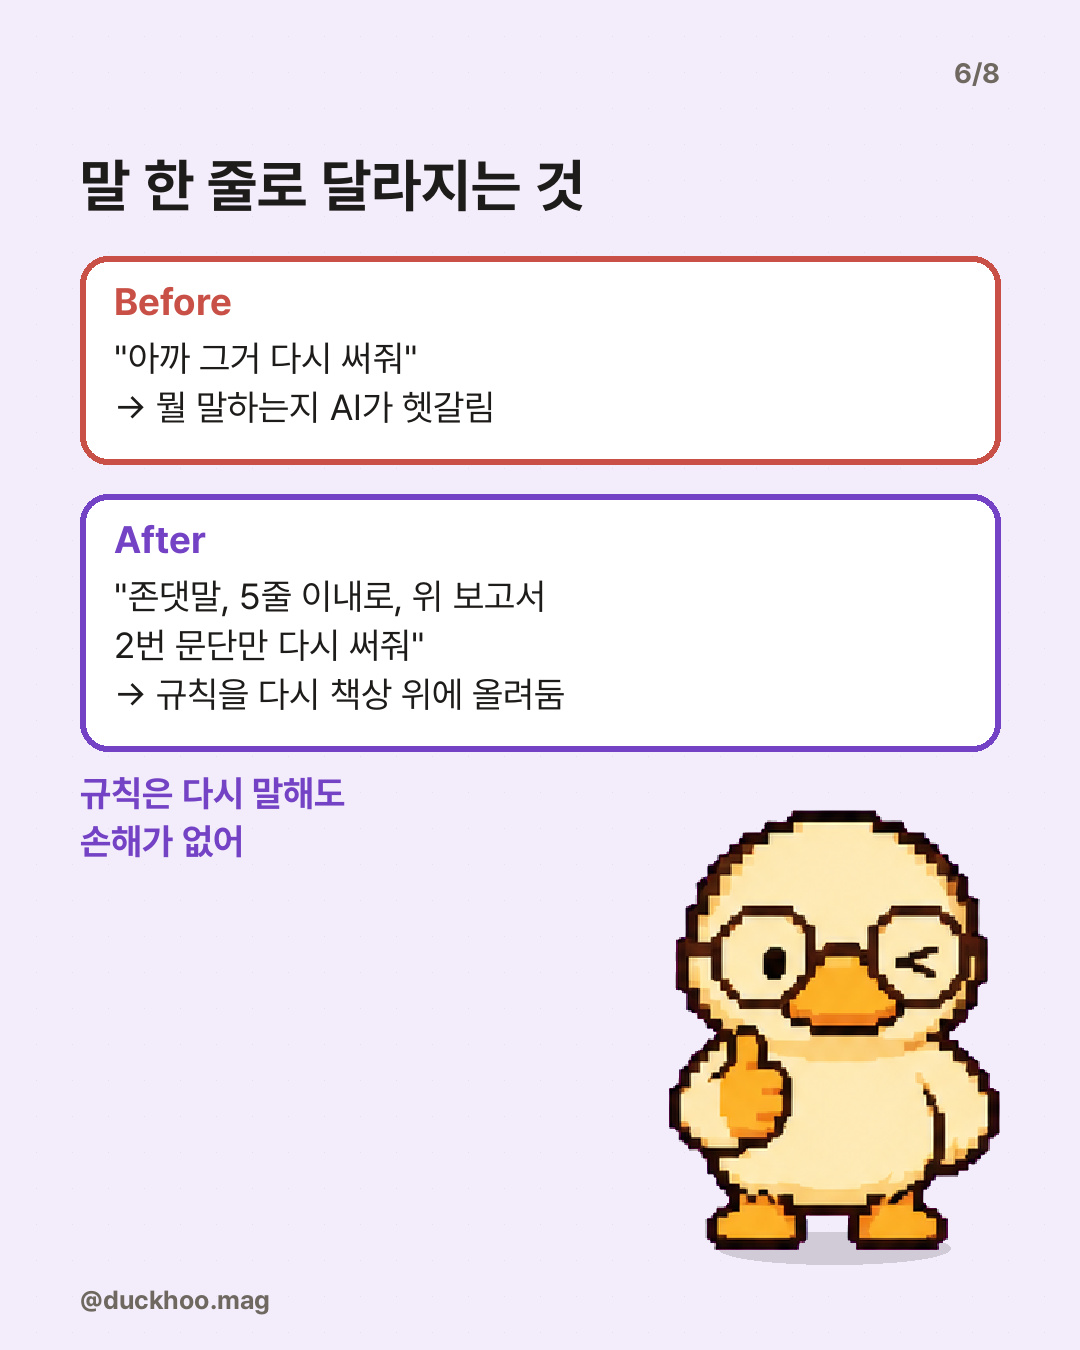 6/8
말 한 줄로 달라지는 것
Before
"아까 그거 다시 써줘"
→ 뭘 말하는지 AI가 헷갈림
After
"존댓말, 5줄 이내로, 위 보고서
2번 문단만 다시 써줘"
→ 규칙을 다시 책상 위에 올려둠
규칙은 다시 말해도
손해가 없어
@duckhoo.mag